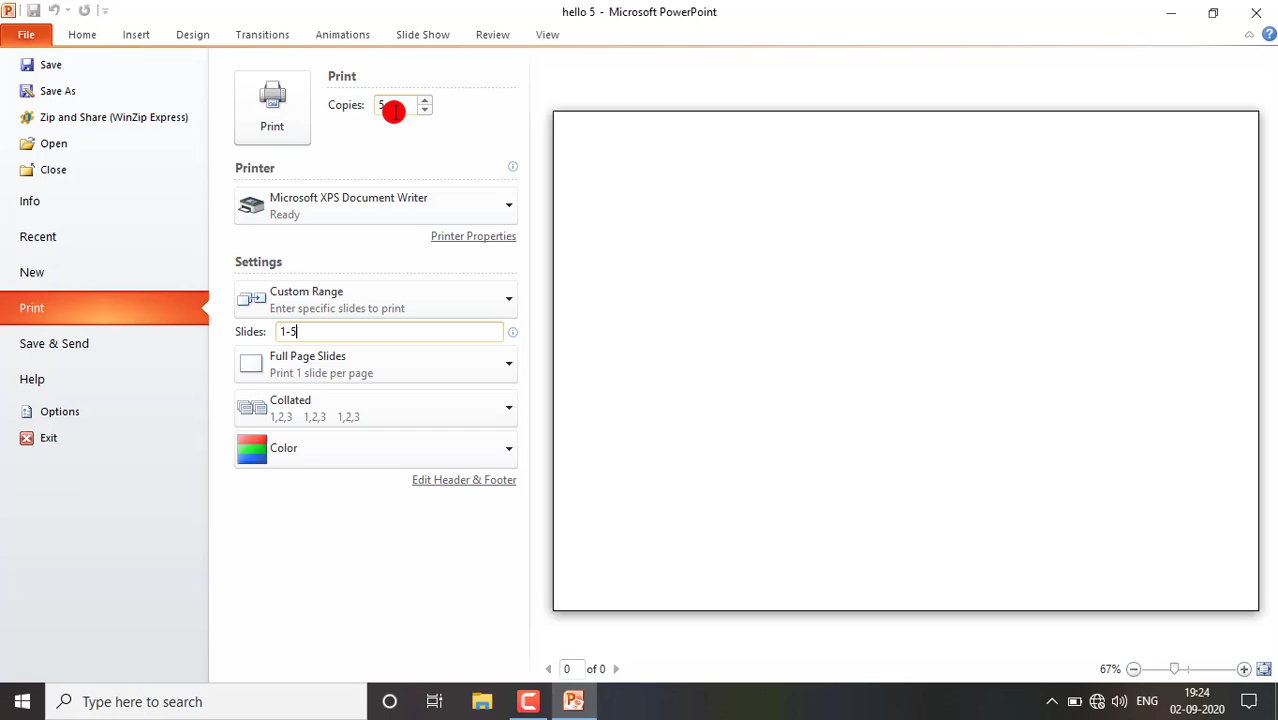 hello 5 - Microsoft PowerPoint
File Home Insert Design Transitions Animations Slide Show Review View
Save
Save As
Zip and Share (WinZip Express)
Open
Close
Info
Recent
New
Print
Save & Send
Help
Options
Exit
Print
Print
Copies: 5
Printer
Microsoft XPS Document Writer
Ready
Printer Properties
Settings
Custom Range
Enter specific slides to print
Slides: 1-5
Full Page Slides
Print 1 slide per page
Collated
1,2,3 1,2,3 1,2,3
Color
Edit Header & Footer
0 of 0
67%
Type here to search
ENG
19:24
02-09-2020